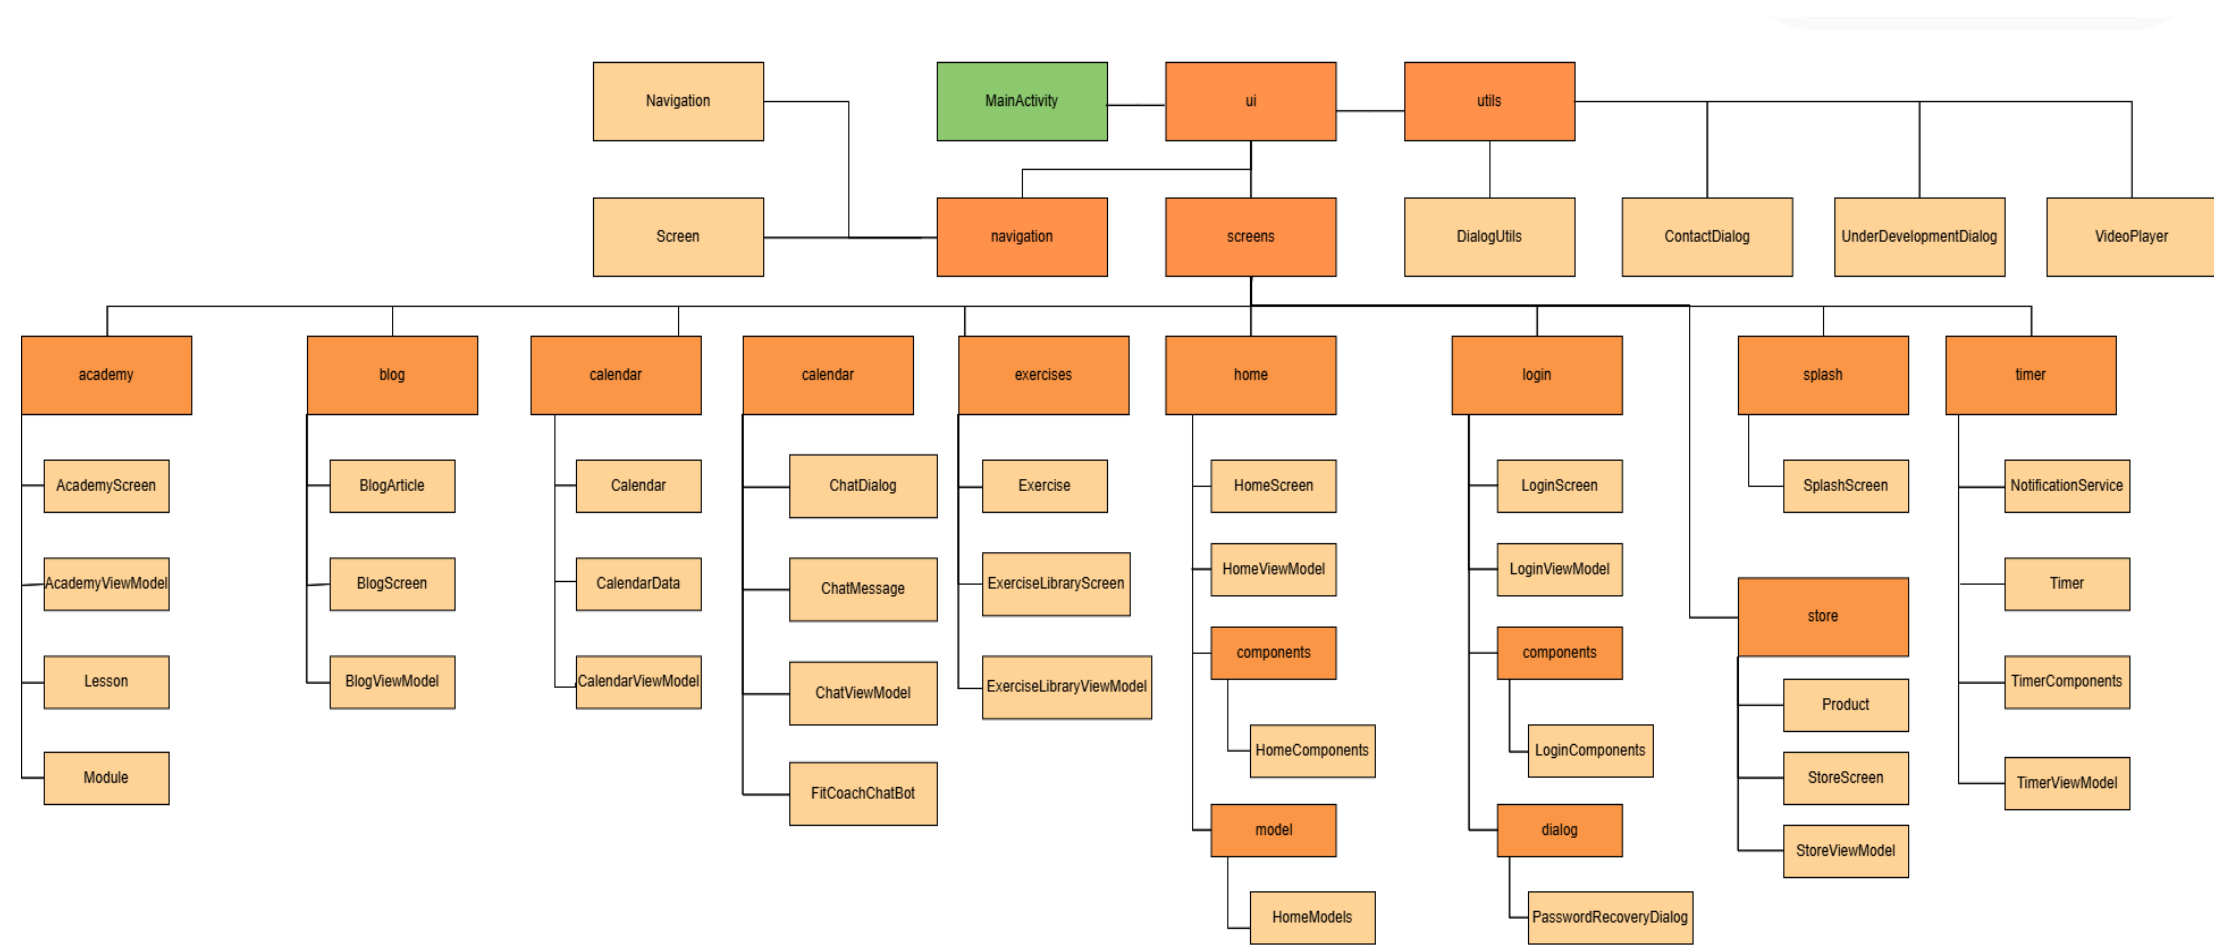 Navigation
MainActivity
ui
utils
Screen
navigation
screens
DialogUtils
ContactDialog
UnderDevelopmentDialog
VideoPlayer
academy
blog
calendar
calendar
exercises
home
login
splash
timer
AcademyScreen
AcademyViewModel
Lesson
Module
BlogArticle
BlogScreen
BlogViewModel
Calendar
CalendarData
CalendarViewModel
ChatDialog
ChatMessage
ChatViewModel
FitCoachChatBot
Exercise
ExerciseLibraryScreen
ExerciseLibraryViewModel
HomeScreen
HomeViewModel
components
HomeComponents
model
HomeModels
LoginScreen
LoginViewModel
components
LoginComponents
dialog
PasswordRecoveryDialog
SplashScreen
store
Product
StoreScreen
StoreViewModel
NotificationService
Timer
TimerComponents
TimerViewModel